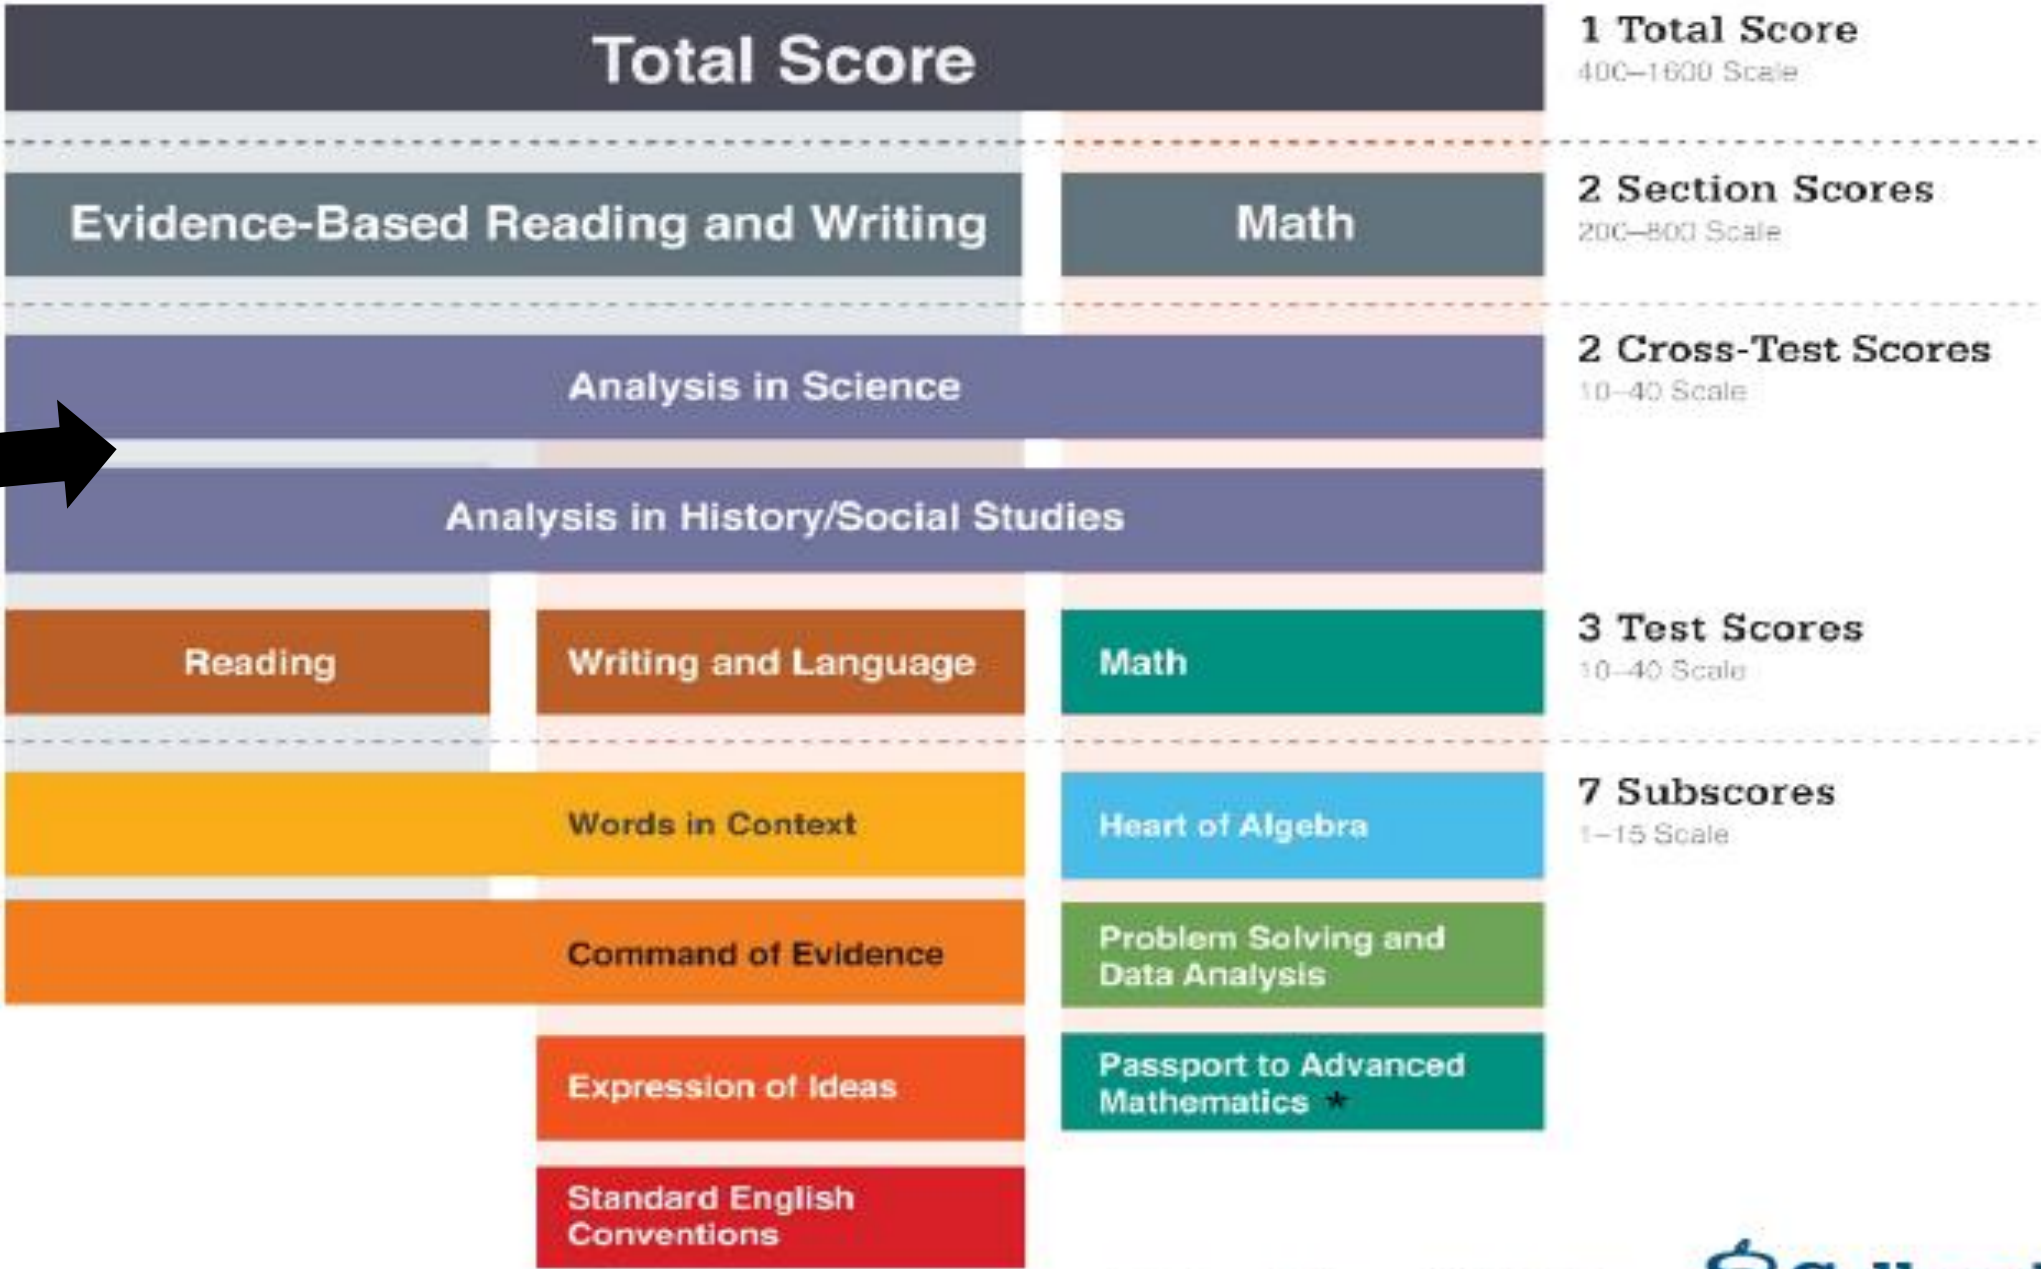 Total Score
1 Total Score
400–1600 Scale
Evidence-Based Reading and Writing
Math
2 Section Scores
200–800 Scale
Analysis in Science
2 Cross-Test Scores
10–40 Scale
Analysis in History/Social Studies
Reading
Writing and Language
Math
3 Test Scores
10–40 Scale
Words in Context
Heart of Algebra
7 Subscores
1–15 Scale
Command of Evidence
Problem Solving and
Data Analysis
Expression of Ideas
Passport to Advanced
Mathematics *
Standard English
Conventions